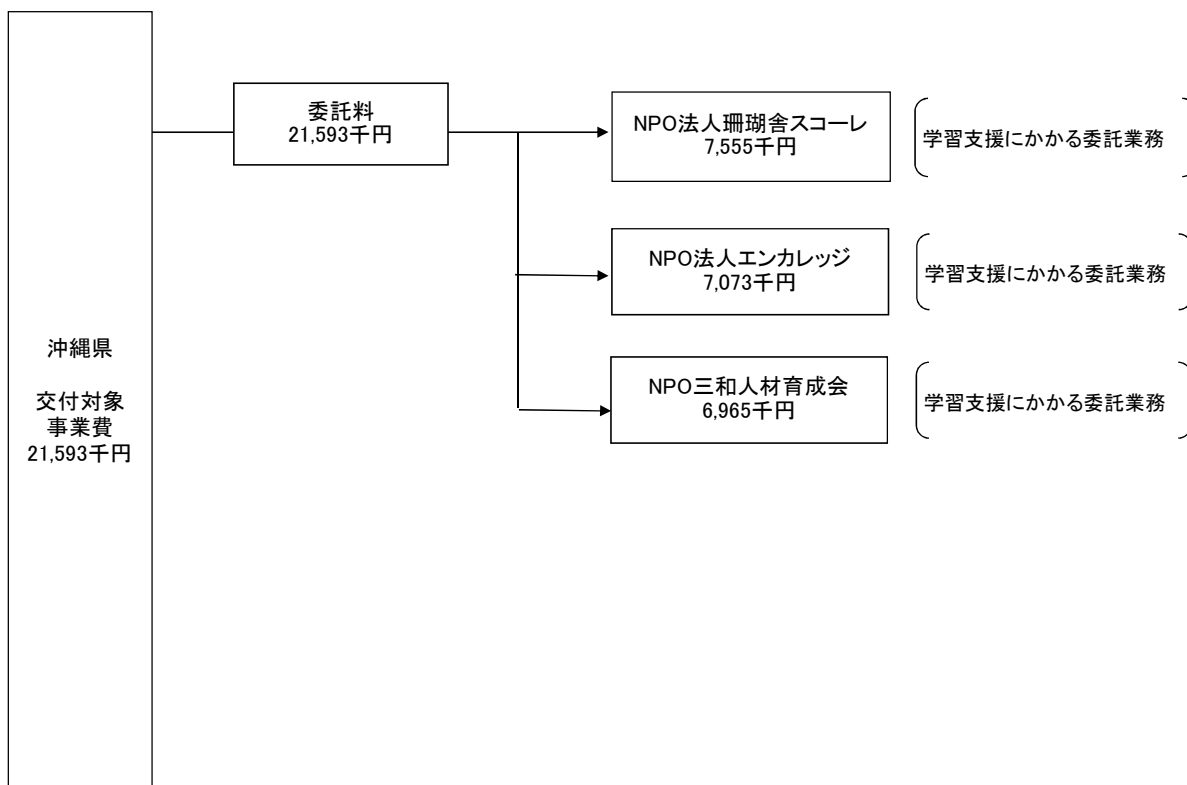 沖縄県
交付対象
事業費
21,593千円
委託料
21,593千円
NPO法人珊瑚舎スコーレ
7,555千円
学習支援にかかる委託業務
NPO法人エンカレッジ
7,073千円
学習支援にかかる委託業務
NPO三和人材育成会
6,965千円
学習支援にかかる委託業務